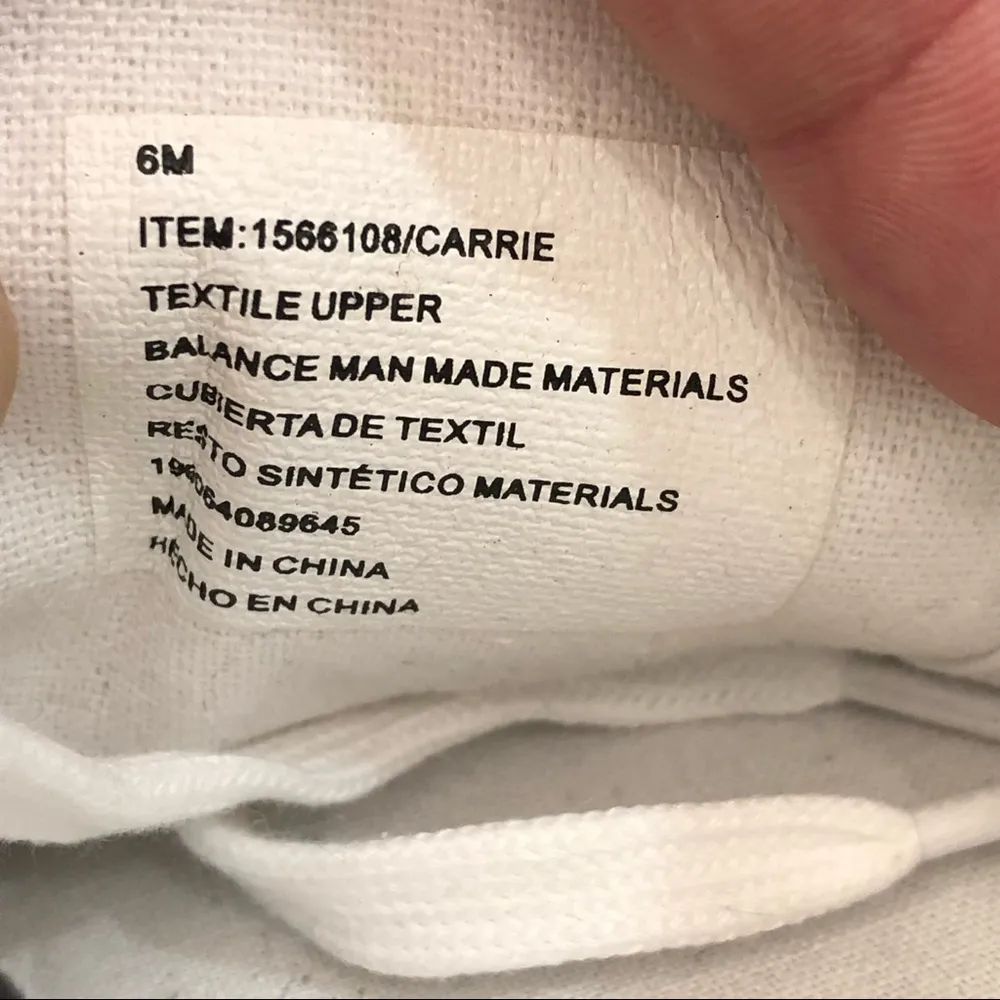 6M
ITEM:1566108/CARRIE
TEXTILE UPPER
BALANCE MAN MADE MATERIALS
CUBIERTA DE TEXTIL
RESTO SINTÉTICO MATERIALS
MADE IN CHINA
HECHO EN CHINA